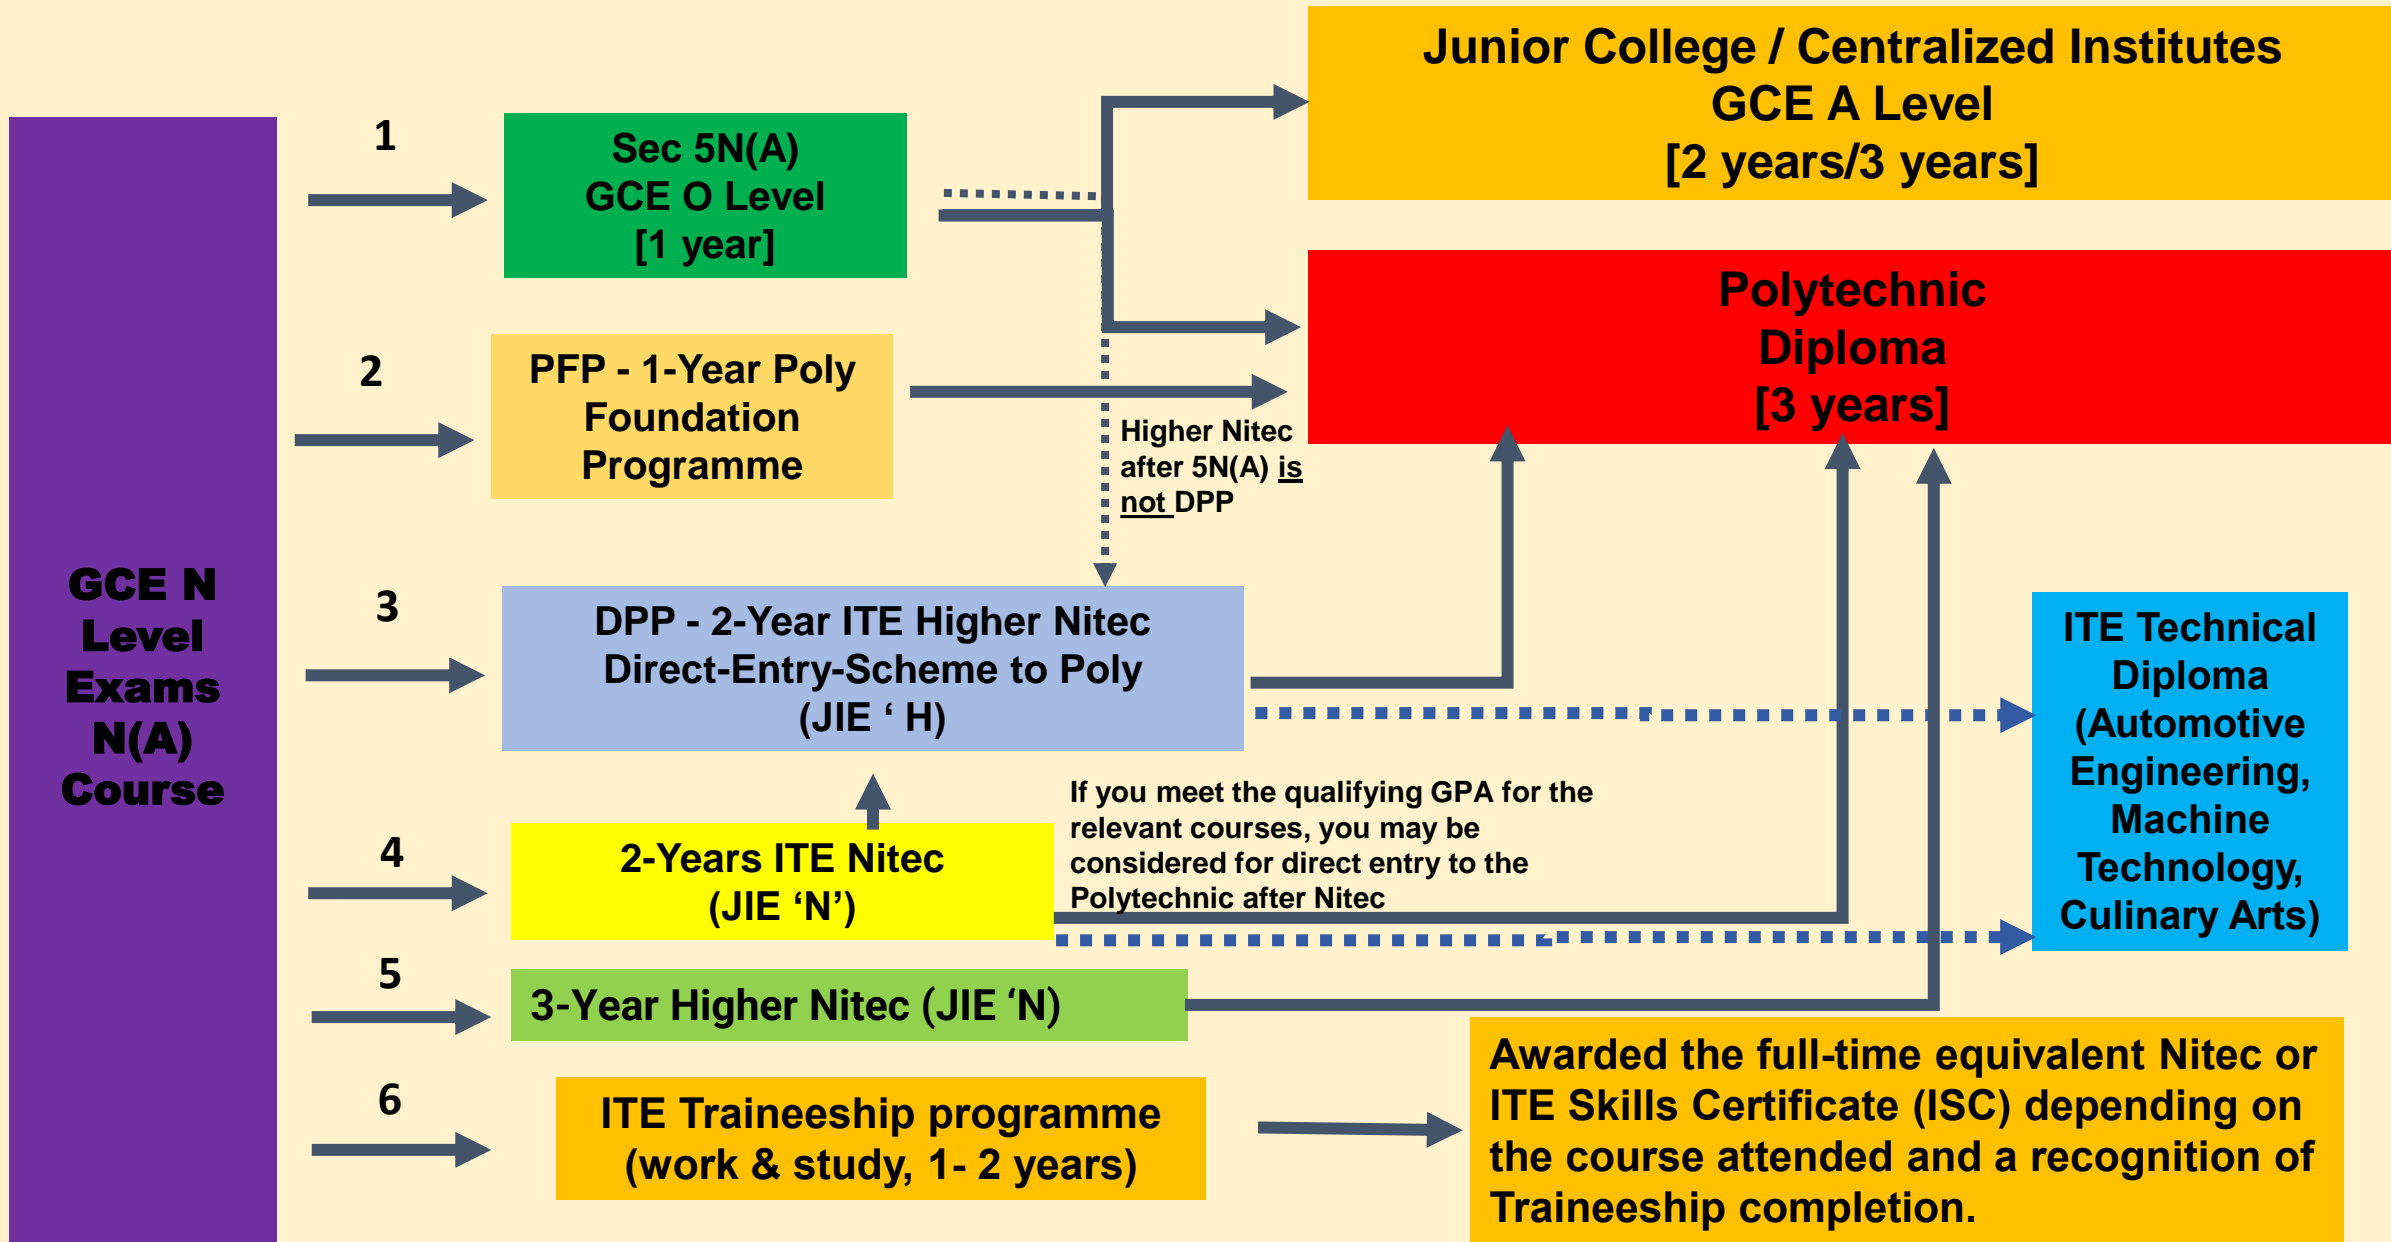 GCE N
Level
Exams
N(A)
Course
1
Sec 5N(A)
GCE O Level
[1 year]
Junior College / Centralized Institutes
GCE A Level
[2 years/3 years]
Polytechnic
Diploma
[3 years]
2
PFP - 1-Year Poly
Foundation
Programme
Higher Nitec
after 5N(A) is
not DPP
3
DPP - 2-Year ITE Higher Nitec
Direct-Entry-Scheme to Poly
(JIE ‘ H)
ITE Technical
Diploma
(Automotive
Engineering,
Machine
Technology,
Culinary Arts)
4
2-Years ITE Nitec
(JIE ‘N’)
If you meet the qualifying GPA for the
relevant courses, you may be
considered for direct entry to the
Polytechnic after Nitec
5
3-Year Higher Nitec (JIE ‘N)
6
ITE Traineeship programme
(work & study, 1- 2 years)
Awarded the full-time equivalent Nitec or
ITE Skills Certificate (ISC) depending on
the course attended and a recognition of
Traineeship completion.